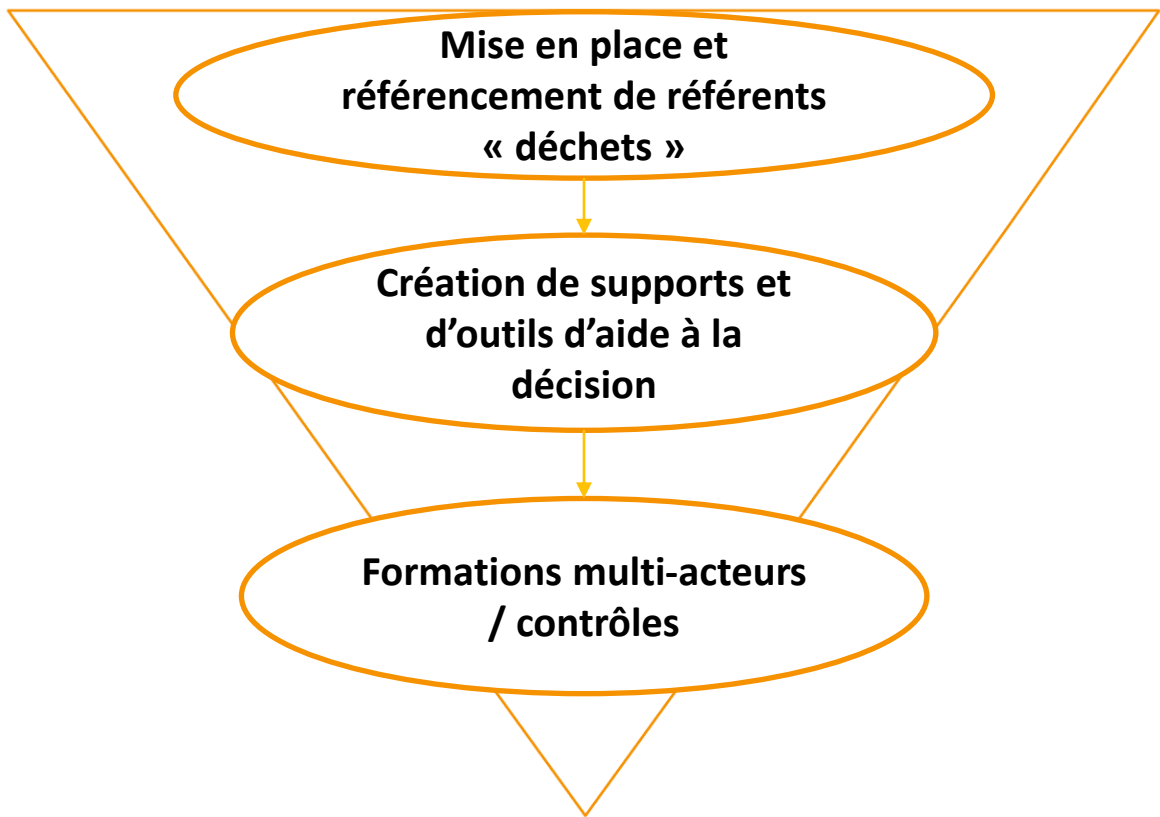 Mise en place et
référencement de référents
« déchets »
Création de supports et
d’outils d’aide à la
décision
Formations multi-acteurs
/ contrôles